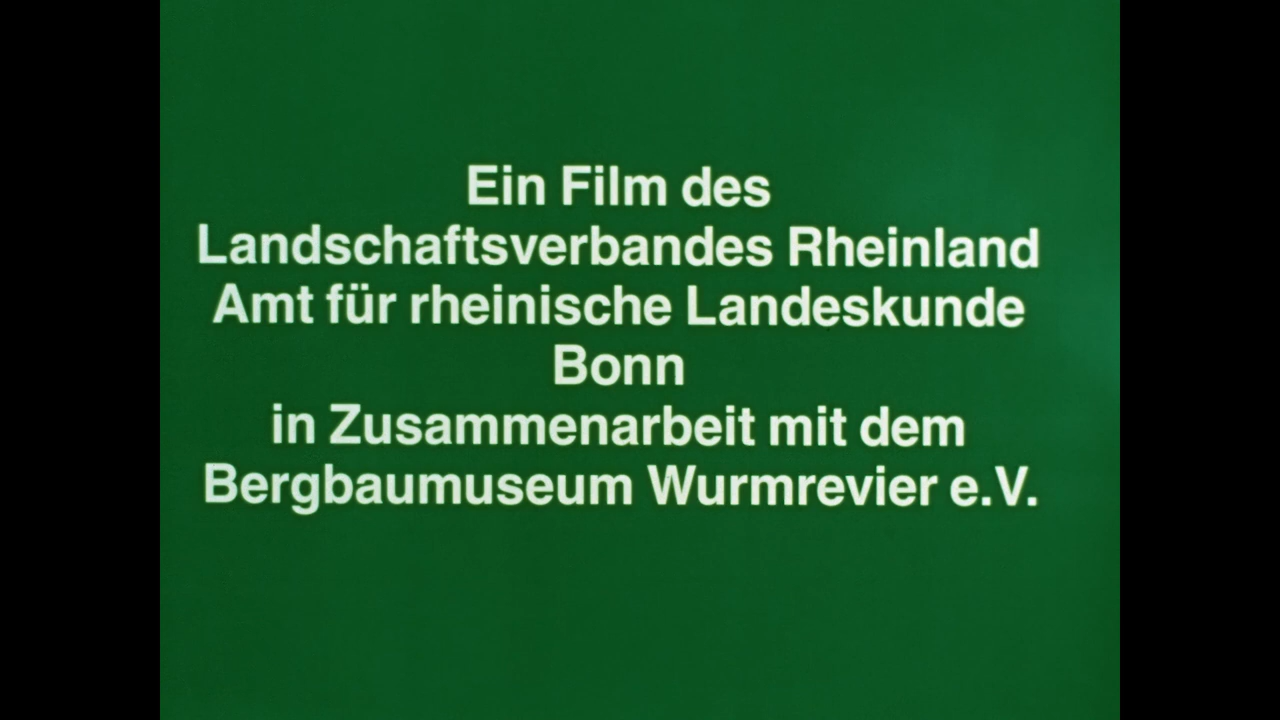 Ein Film des
Landschaftsverbandes Rheinland
Amt für rheinische Landeskunde
Bonn
in Zusammenarbeit mit dem
Bergbaumuseum Wurmrevier e.V.